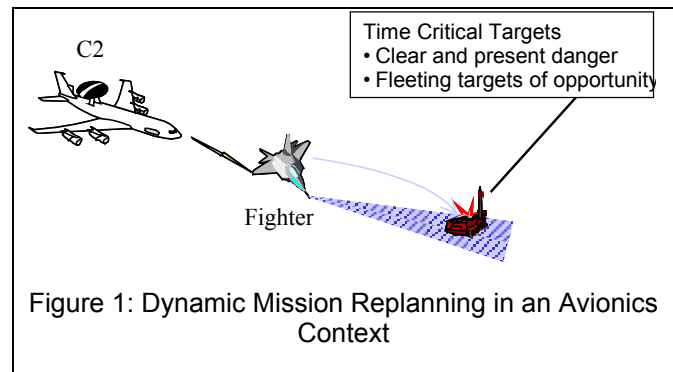 Time Critical Targets
• Clear and present danger
• Fleeting targets of opportunity
C2
Fighter
Figure 1: Dynamic Mission Replanning in an Avionics
Context